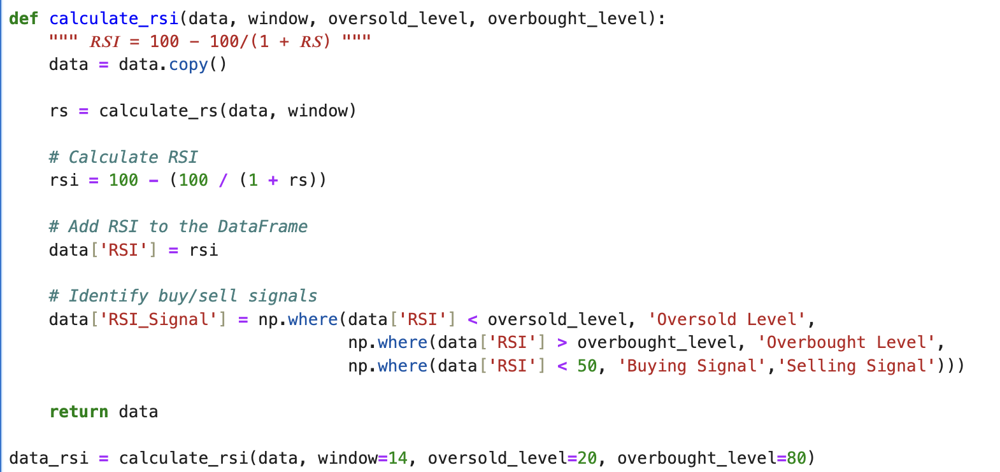 def calculate_rsi(data, window, oversold_level, overbought_level):
    """ RSI = 100 − 100/(1 + RS) """
    data = data.copy()

    rs = calculate_rs(data, window)

    # Calculate RSI
    rsi = 100 - (100 / (1 + rs))

    # Add RSI to the DataFrame
    data['RSI'] = rsi

    # Identify buy/sell signals
    data['RSI_Signal'] = np.where(data['RSI'] < oversold_level, 'Oversold Level',
                                  np.where(data['RSI'] > overbought_level, 'Overbought Level',
                                  np.where(data['RSI'] < 50, 'Buying Signal','Selling Signal')))

    return data

data_rsi = calculate_rsi(data, window=14, oversold_level=20, overbought_level=80)